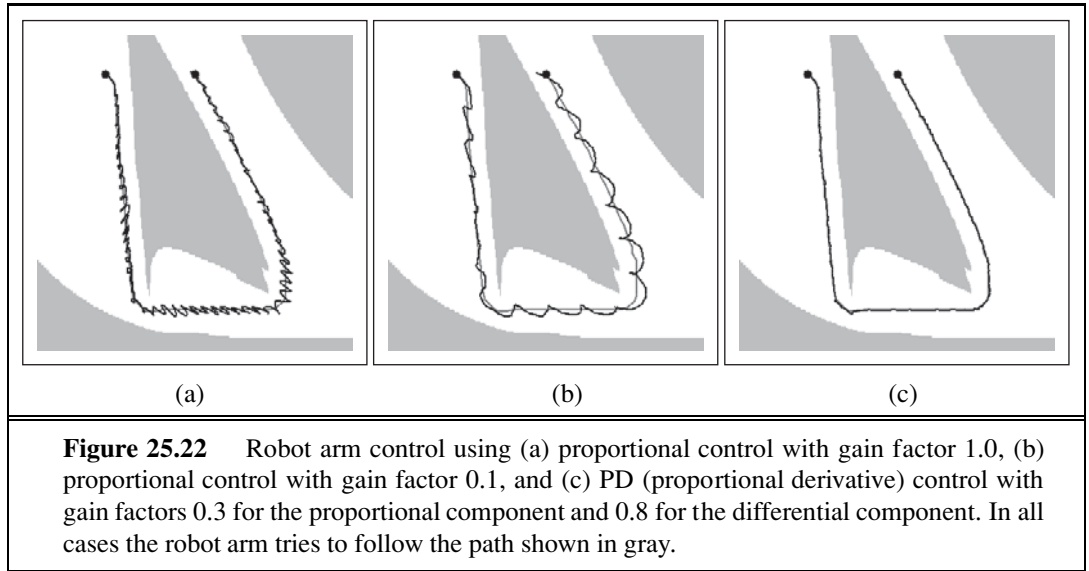 (a) (b) (c)
Figure 25.22 Robot arm control using (a) proportional control with gain factor 1.0, (b)
proportional control with gain factor 0.1, and (c) PD (proportional derivative) control with
gain factors 0.3 for the proportional component and 0.8 for the differential component. In all
cases the robot arm tries to follow the path shown in gray.